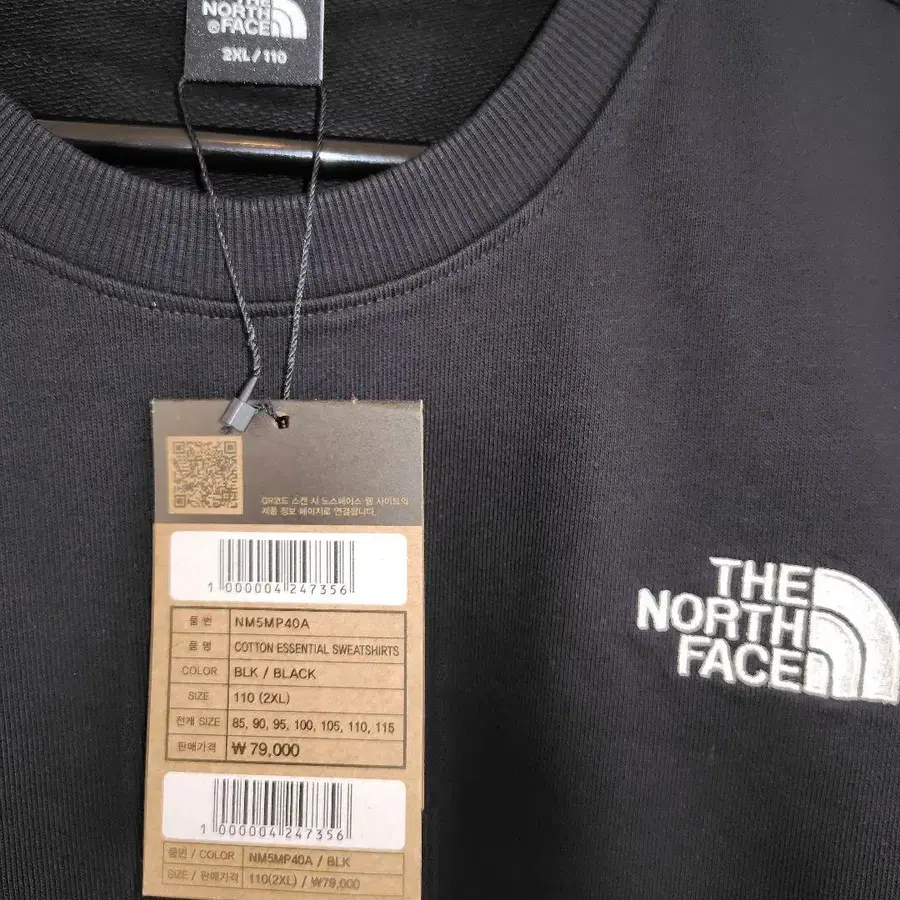 THE
NORTH
FACE
2XL/110
QR코드 스캔 시 노스페이스 웹 사이트의
제품 정보 페이지로 연결됩니다.
1 000004 247356
품 번 NM5MP40A
품 명 COTTON ESSENTIAL SWEATSHIRTS
COLOR BLK / BLACK
SIZE 110 (2XL)
전개 SIZE 85, 90, 95, 100, 105, 110, 115
판매가격 ₩ 79,000
1 000004 247356
품번 / COLOR NM5MP40A / BLK
SIZE / 판매가격 110(2XL) / ₩79,000
THE
NORTH
FACE